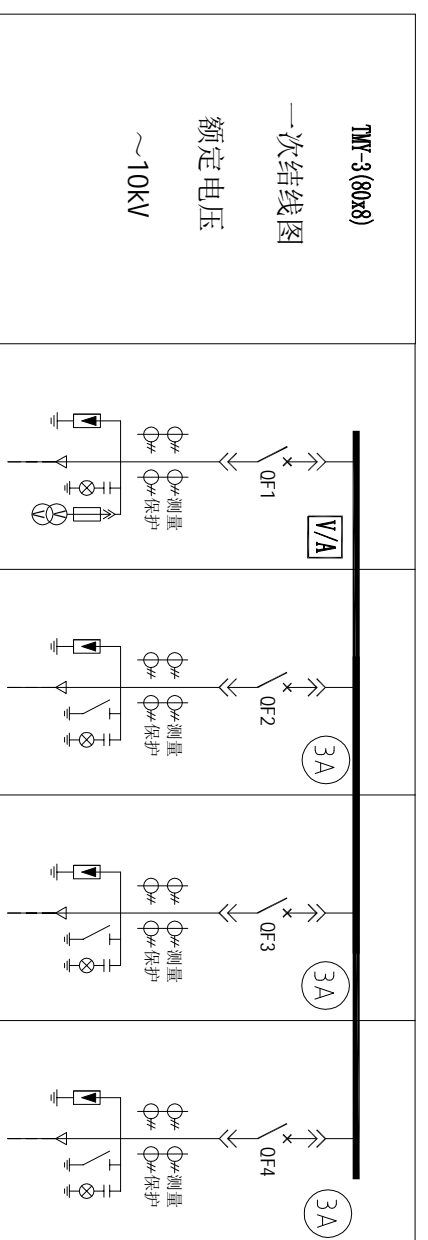 TMY-3(80x8)
一次结线图
额定电压
~10kV
V/A
QF1
测量
保护
3A
QF2
测量
保护
3A
QF3
测量
保护
3A
QF4
测量
保护